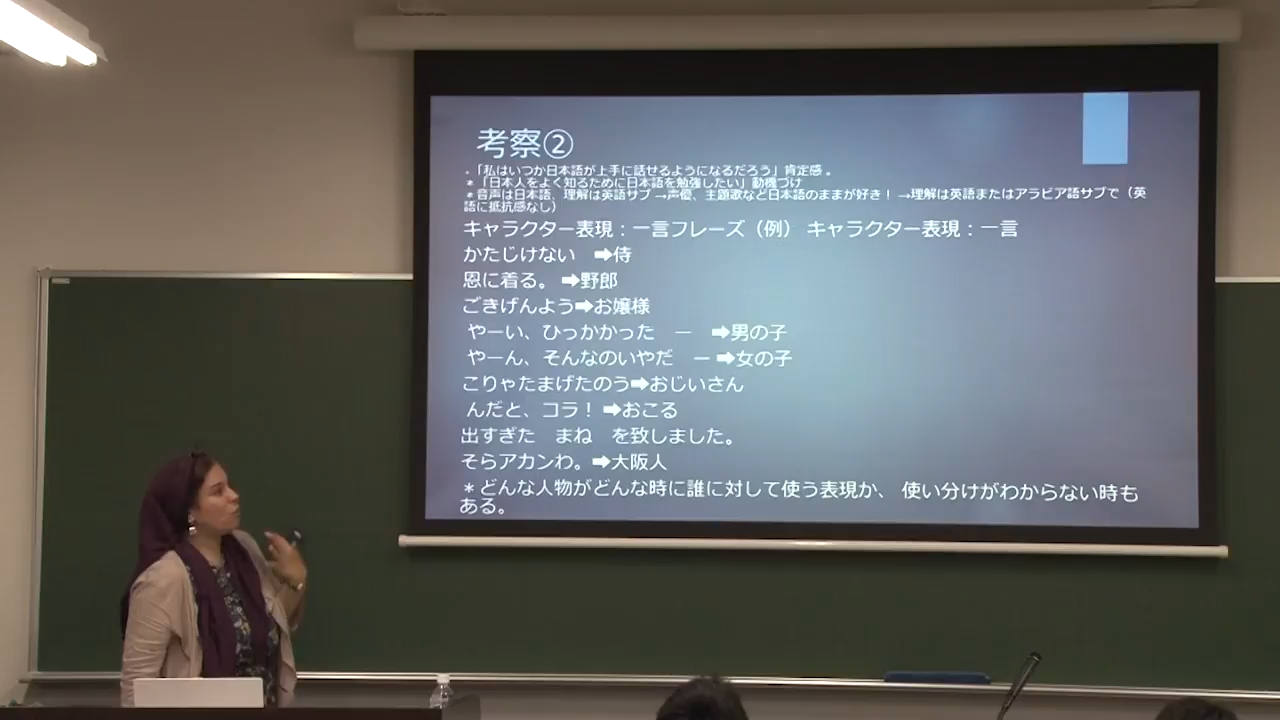 考察②
・「私はいつか日本語が上手に話せるようになるだろう」肯定感 。
＊「日本人をよく知るために日本語を勉強したい」動機づけ
＊音声は日本語、理解は英語サブ →声優、主題歌など日本語のままが好き！ →理解は英語またはアラビア語サブで（英
語に抵抗感なし）
キャラクター表現：一言フレーズ（例） キャラクター表現：一言
かたじけない　➡侍
恩に着る。 ➡野郎
ごきげんよう➡お嬢様
やーい、ひっかかった　ー　➡男の子
やーん、そんなのいやだ　ー ➡女の子
こりゃたまげたのう➡おじいさん
んだと、コラ！ ➡おこる
出すぎた　まね　を致しました。
そらアカンわ。➡大阪人
＊どんな人物がどんな時に誰に対して使う表現か、 使い分けがわからない時も
ある。